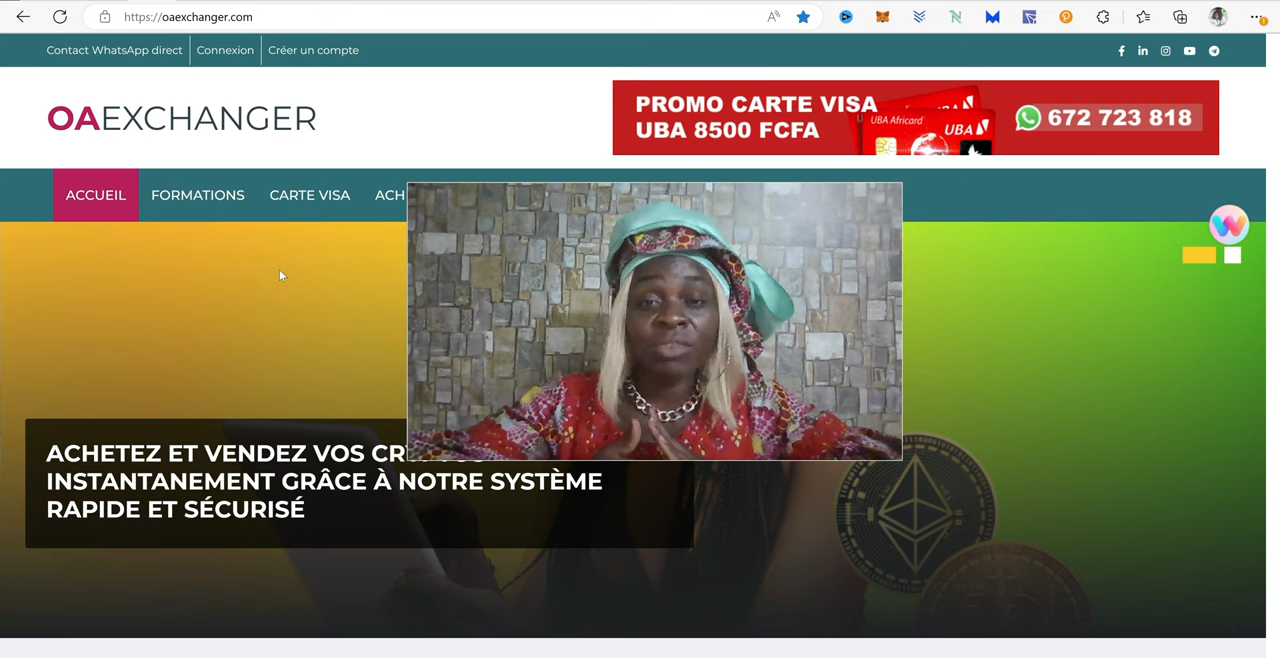 https://oaexchanger.com
Contact WhatsApp direct
Connexion
Créer un compte
OAEXCHANGER
PROMO CARTE VISA
UBA 8500 FCFA
UBA Africard
UBA
672 723 818
ACCUEIL
FORMATIONS
CARTE VISA
ACH
ACHETEZ ET VENDEZ VOS
INSTANTANEMENT GRÂCE À NOTRE SYSTÈME
RAPIDE ET SÉCURISÉ